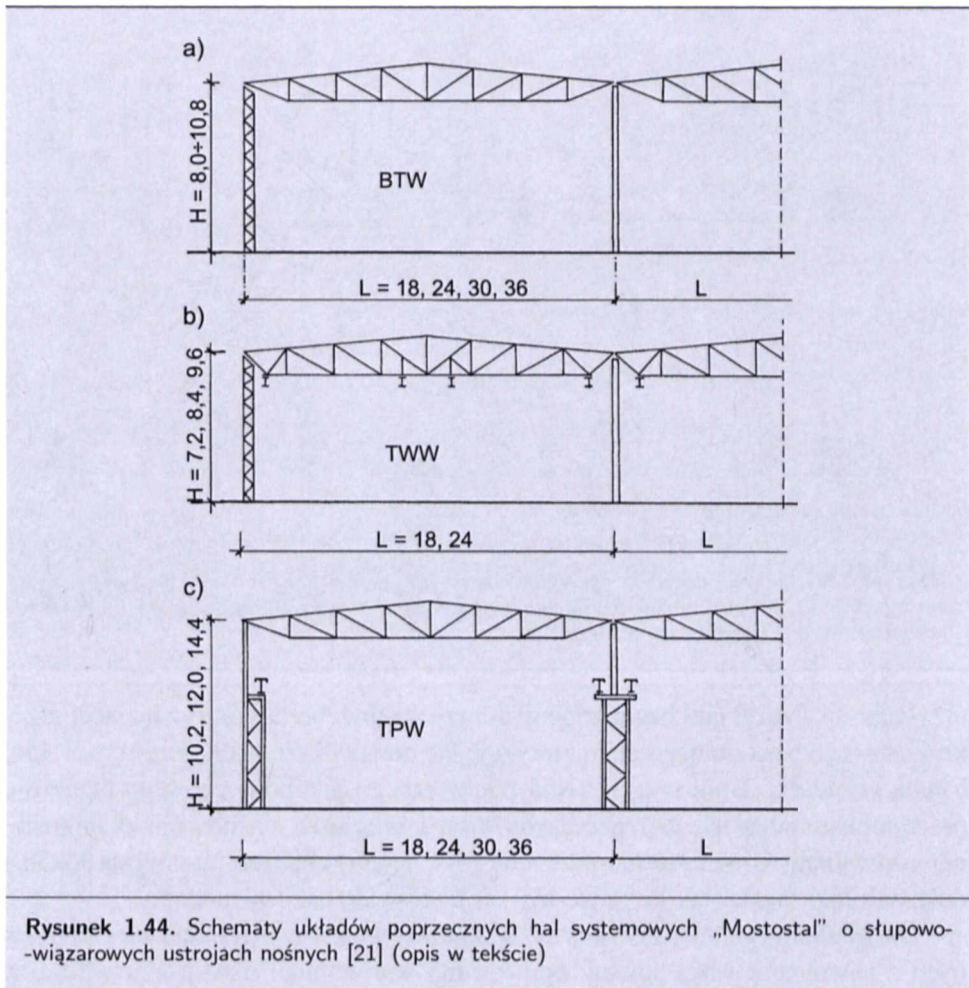 a)
H = 8,0÷10,8
BTW
L = 18, 24, 30, 36
L
b)
H = 7,2, 8,4, 9,6
TWW
L = 18, 24
L
c)
H = 10,2, 12,0, 14,4
TPW
L = 18, 24, 30, 36
L
Rysunek 1.44. Schematy układów poprzecznych hal systemowych „Mostostal" o słupowo-
-wiązarowych ustrojach nośnych [21] (opis w tekście)